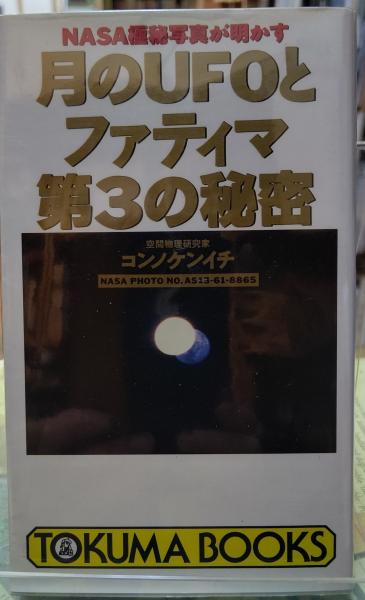 NASA極秘写真が明かす
月のUFOと
ファティマ
第3の秘密
空間物理研究家
コンノケンイチ
NASA PHOTO NO.AS13-61-8865
TOKUMA BOOKS